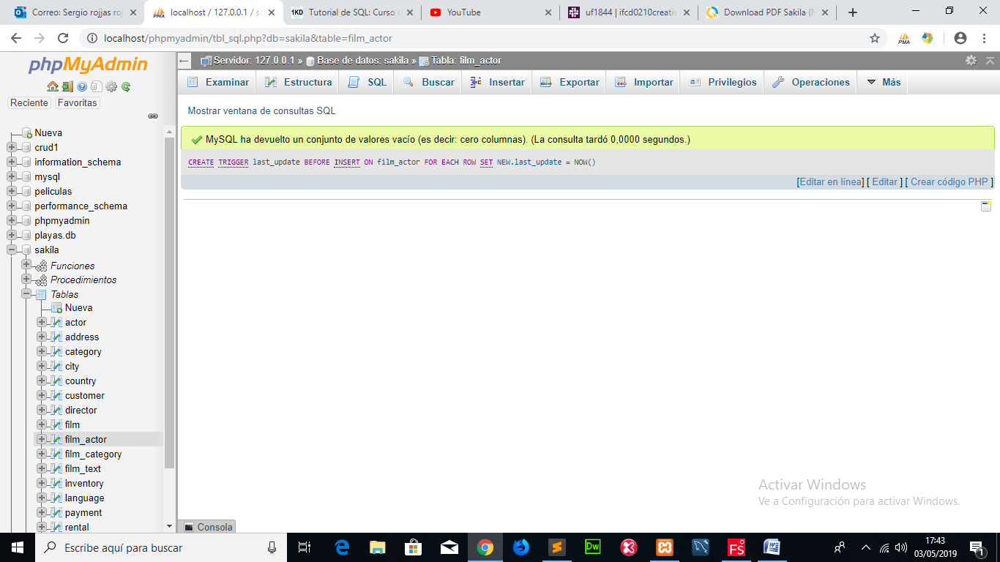 Correo: Sergio rojjas roj
localhost / 127.0.0.1 / sa
1KD Tutorial de SQL: Curso d
YouTube
uf1844 | ifcd0210creativ
Download PDF Sakila (M
localhost/phpmyadmin/tbl_sql.php?db=sakila&table=film_actor
PMA
phpMyAdmin
Reciente Favoritas
Nueva
crud1
information_schema
mysql
peliculas
performance_schema
phpmyadmin
playas.db
sakila
Funciones
Procedimientos
Tablas
Nueva
actor
address
category
city
country
customer
director
film
film_actor
film_category
film_text
inventory
language
payment
rental
Servidor: 127.0.0.1 » Base de datos: sakila » Tabla: film_actor
Examinar Estructura SQL Buscar Insertar Exportar Importar Privilegios Operaciones Más
Mostrar ventana de consultas SQL
MySQL ha devuelto un conjunto de valores vacío (es decir: cero columnas). (La consulta tardó 0,0000 segundos.)
CREATE TRIGGER last_update BEFORE INSERT ON film_actor FOR EACH ROW SET NEW.last_update = NOW()
[Editar en línea] [ Editar ] [ Crear código PHP ]
Activar Windows
Ve a Configuración para activar Windows.
Consola
Escribe aquí para buscar
Dw
FS
17:43
03/05/2019
1